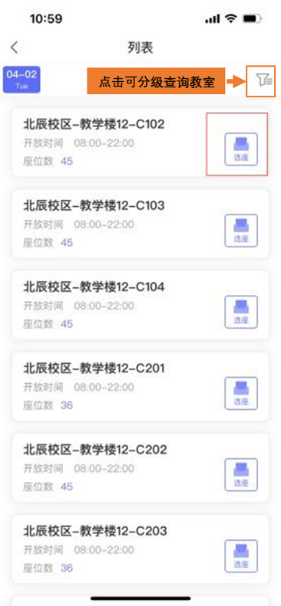 10:59
列表
04-02
Tue
点击可分级查询教室
北辰校区-教学楼12-C102
开放时间 08:00-22:00
座位数 45
选座
北辰校区-教学楼12-C103
开放时间 08:00-22:00
座位数 45
选座
北辰校区-教学楼12-C104
开放时间 08:00-22:00
座位数 45
选座
北辰校区-教学楼12-C201
开放时间 08:00-22:00
座位数 36
选座
北辰校区-教学楼12-C202
开放时间 08:00-22:00
座位数 45
选座
北辰校区-教学楼12-C203
开放时间 08:00-22:00
座位数 36
选座